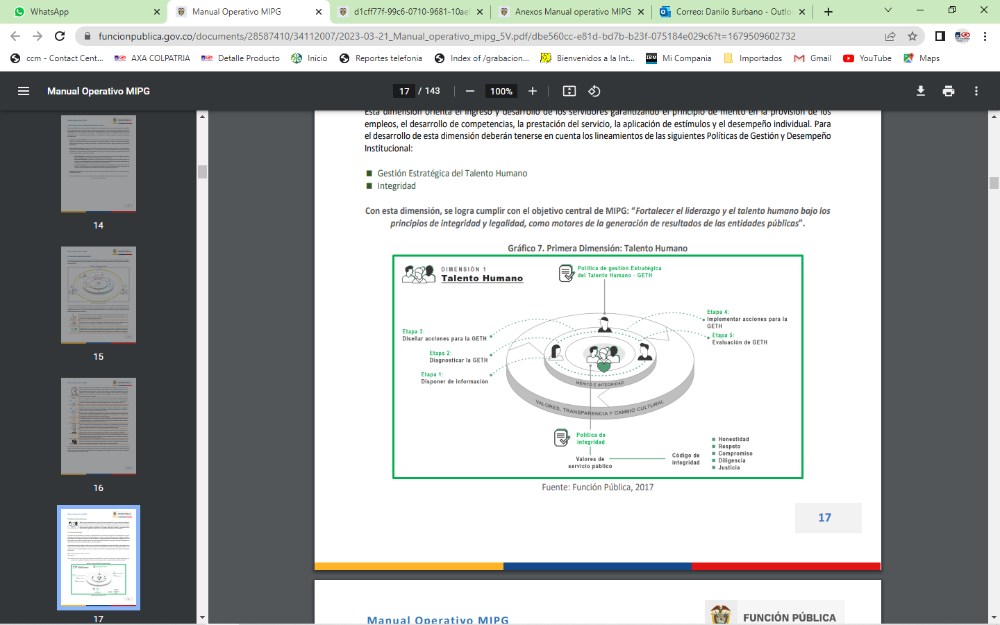 WhatsApp
Manual Operativo MIPG
d1cff77f-99c6-0710-9681-10ae
Anexos Manual operativo MIPG
Correo: Danilo Burbano - Outlo
funcionpublica.gov.co/documents/28587410/34112007/2023-03-21_Manual_operativo_mipg_5V.pdf/dbe560cc-e81d-bd7b-b23f-075184e029c6?t=1679509602732
ccm - Contact Cent...
AXA COLPATRIA
Detalle Producto
Inicio
Reportes telefonia
Index of /grabacion...
Bienvenidos a la Int...
IBM
Mi Compania
Importados
Gmail
YouTube
Maps
Manual Operativo MIPG
17 / 143
100%
14
15
16
17
Esta dimensión orienta el ingreso y desarrollo de los servidores garantizando el principio de mérito en la provisión de los
empleos, el desarrollo de competencias, la prestación del servicio, la aplicación de estímulos y el desempeño individual. Para
el desarrollo de esta dimensión deberán tenerse en cuenta los lineamientos de las siguientes Políticas de Gestión y Desempeño
Institucional:
Gestión Estratégica del Talento Humano
Integridad
Con esta dimensión, se logra cumplir con el objetivo central de MIPG: “Fortalecer el liderazgo y el talento humano bajo los
principios de integridad y legalidad, como motores de la generación de resultados de las entidades públicas”.
Gráfico 7. Primera Dimensión: Talento Humano
DIMENSIÓN 1
Talento Humano
Política de gestión Estratégica
del Talento Humano - GETH
Etapa 4:
Implementar acciones para la
GETH
Etapa 5:
Evaluación de GETH
Etapa 3:
Diseñar acciones para la GETH
Etapa 2:
Diagnosticar la GETH
Etapa 1:
Disponer de información
MERITO E INTEGRIDAD
VALORES, TRANSPARENCIA Y CAMBIO CULTURAL
Política de
integridad
Valores de
servicio público
Código de
integridad
Honestidad
Respeto
Compromiso
Diligencia
Justicia
Fuente: Función Pública, 2017
17
Manual Operativo MIPG
FUNCIÓN PÚBLICA